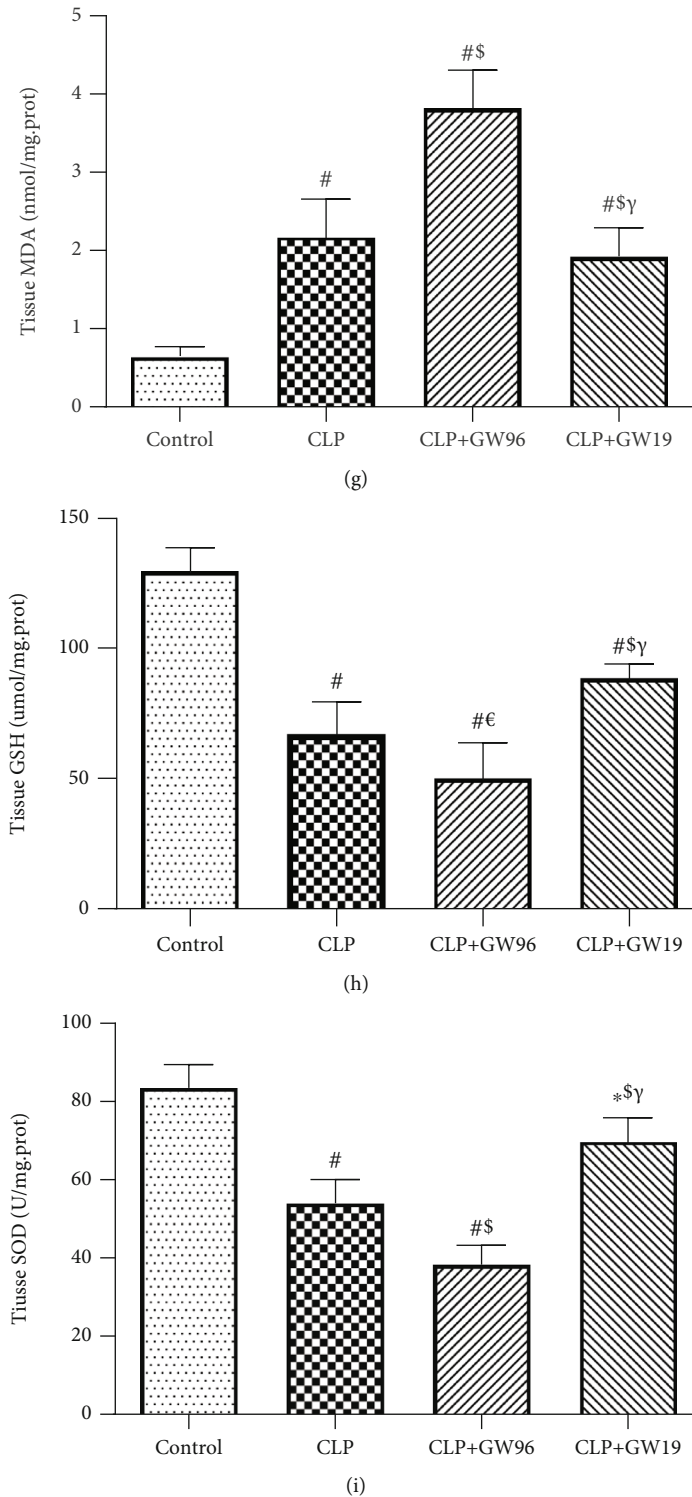 Tissue MDA (nmol/mg.prot)
5
4
3
2
1
0
#
#$
#$γ
Control CLP CLP+GW96 CLP+GW19
(g)
Tissue GSH (umol/mg.prot)
150
100
50
0
#
#€
#$γ
Control CLP CLP+GW96 CLP+GW19
(h)
Tiusse SOD (U/mg.prot)
100
80
60
40
20
0
#
#$
*$γ
Control CLP CLP+GW96 CLP+GW19
(i)